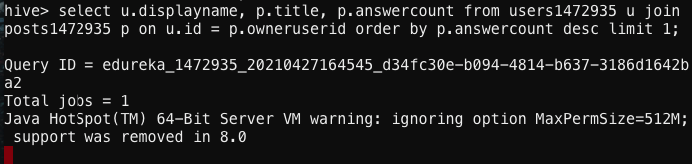 hive> select u.displayname, p.title, p.answercount from users1472935 u join
posts1472935 p on u.id = p.owneruserid order by p.answercount desc limit 1;
Query ID = edureka_1472935_20210427164545_d34fc30e-b094-4814-b637-3186d1642b
a2
Total jobs = 1
Java HotSpot(TM) 64-Bit Server VM warning: ignoring option MaxPermSize=512M;
support was removed in 8.0